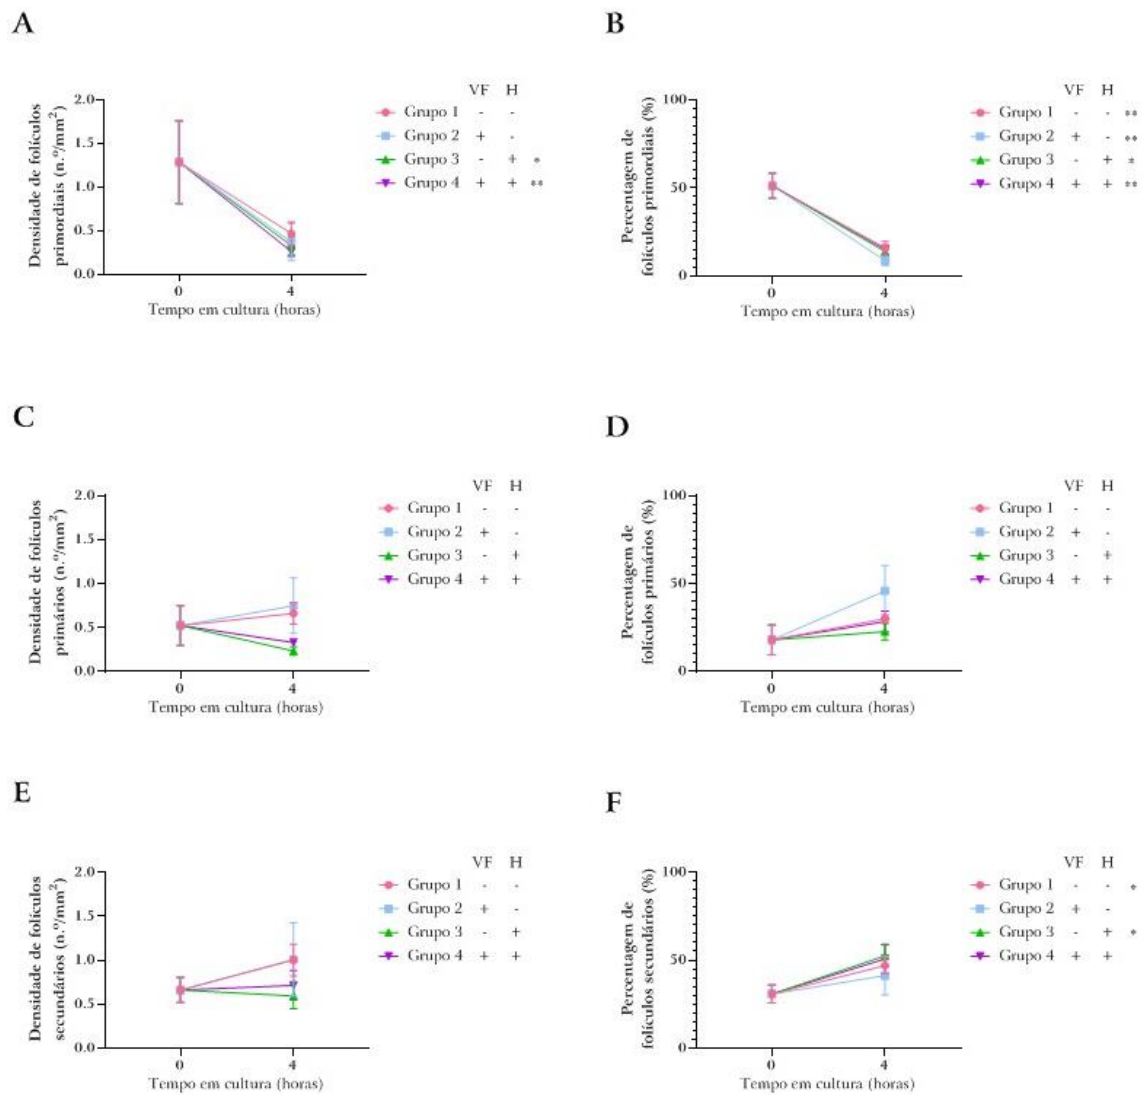 A
Densidade de folículos
primordiais (n.º/mm²)
2.0
1.5
1.0
0.5
0.0
0 4
Tempo em cultura (horas)
VF H
Grupo 1 - -
Grupo 2 + -
Grupo 3 - + *
Grupo 4 + + **
B
Percentagem de
folículos primordiais (%)
100
50
0
0 4
Tempo em cultura (horas)
VF H
Grupo 1 - - **
Grupo 2 + - **
Grupo 3 - + *
Grupo 4 + + **
C
Densidade de folículos
primários (n.º/mm²)
2.0
1.5
1.0
0.5
0.0
0 4
Tempo em cultura (horas)
VF H
Grupo 1 - -
Grupo 2 + -
Grupo 3 - +
Grupo 4 + +
D
Percentagem de
folículos primários (%)
100
50
0
0 4
Tempo em cultura (horas)
VF H
Grupo 1 - -
Grupo 2 + -
Grupo 3 - +
Grupo 4 + +
E
Densidade de folículos
secundários (n.º/mm²)
2.0
1.5
1.0
0.5
0.0
0 4
Tempo em cultura (horas)
VF H
Grupo 1 - -
Grupo 2 + -
Grupo 3 - +
Grupo 4 + +
F
Percentagem de
folículos secundários (%)
100
50
0
0 4
Tempo em cultura (horas)
VF H
Grupo 1 - - *
Grupo 2 + -
Grupo 3 - + *
Grupo 4 + +